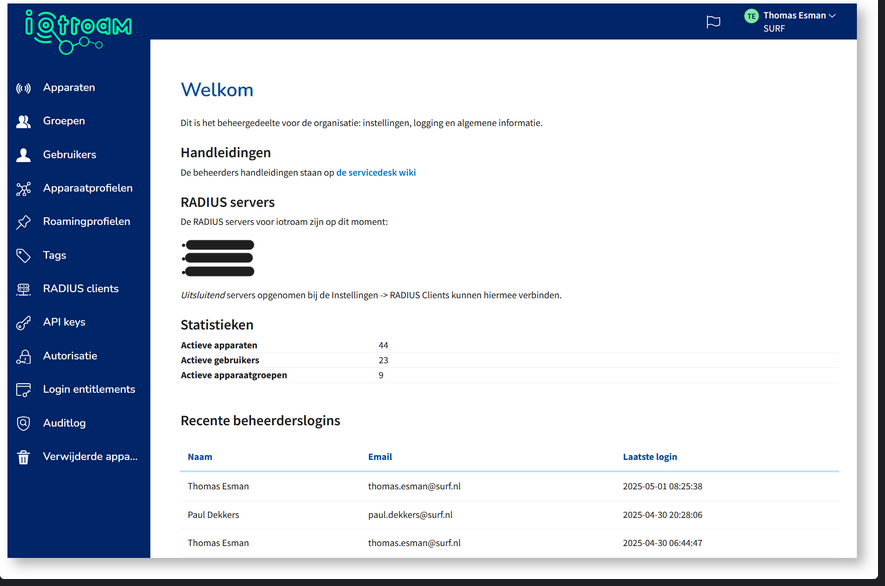 iotroam
Thomas Esman
TE
SURF
Apparaten
Groepen
Gebruikers
Apparaatprofielen
Roamingprofielen
Tags
RADIUS clients
API keys
Autorisatie
Login entitlements
Auditlog
Verwijderde appa...
Welkom
Dit is het beheergedeelte voor de organisatie: instellingen, logging en algemene informatie.
Handleidingen
De beheerders handleidingen staan op de servicedesk wiki
RADIUS servers
De RADIUS servers voor iotroam zijn op dit moment:
Uitsluitend servers opgenomen bij de Instellingen -> RADIUS Clients kunnen hiermee verbinden.
Statistieken
Actieve apparaten 44
Actieve gebruikers 23
Actieve apparaatgroepen 9
Recente beheerderslogins
Naam Email Laatste login
Thomas Esman thomas.esman@surf.nl 2025-05-01 08:25:38
Paul Dekkers paul.dekkers@surf.nl 2025-04-30 20:28:06
Thomas Esman thomas.esman@surf.nl 2025-04-30 06:44:47